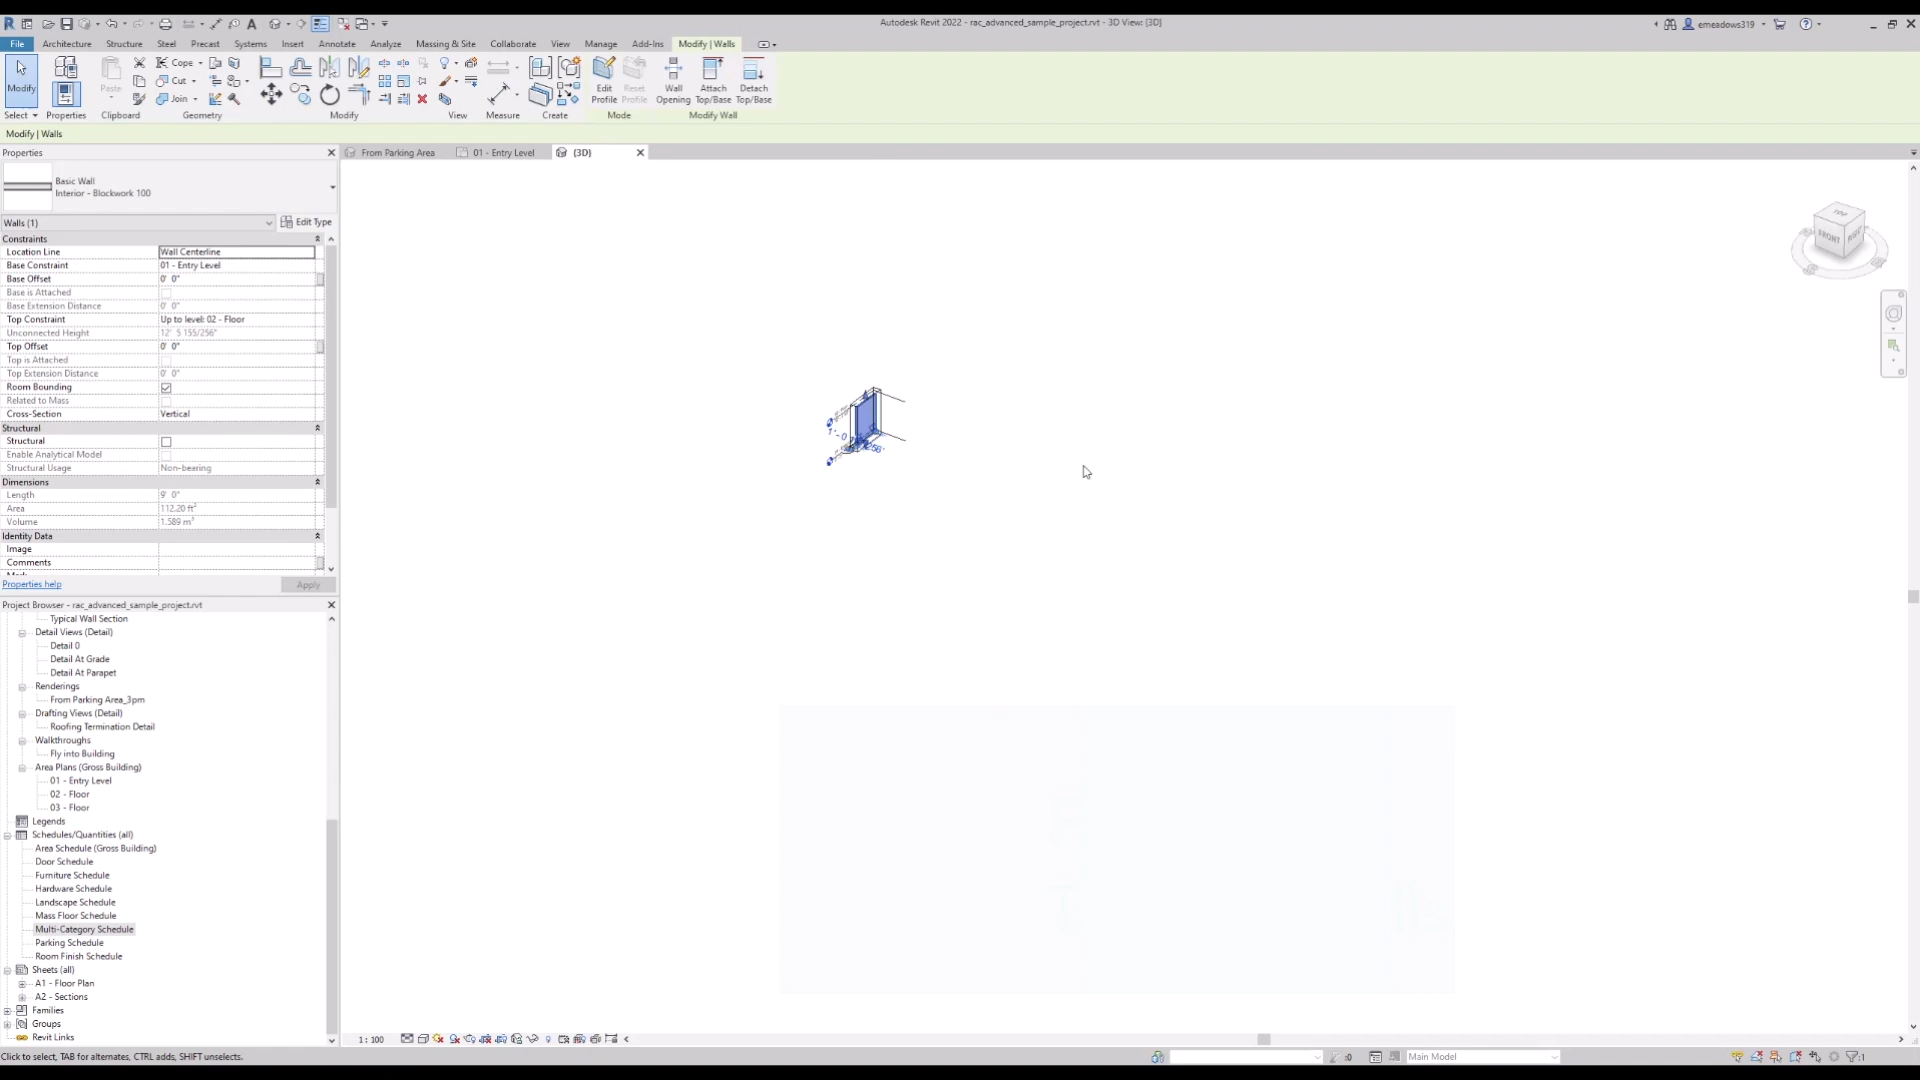 Autodesk Revit 2022 - rac_advanced_sample_project.rvt - 3D View: {3D}
emeadows319
File Architecture Structure Steel Precast Systems Insert Annotate Analyze Massing & Site Collaborate View Manage Add-Ins Modify | Walls
Modify
Paste
Cope
Cut
Join
Edit Profile
Reset Profile
Wall Opening
Attach Top/Base
Detach Top/Base
Select Properties Clipboard Geometry Modify View Measure Create Mode Modify Wall
Modify | Walls
Properties
From Parking Area
01 - Entry Level
{3D}
Basic Wall
Interior - Blockwork 100
Walls (1)
Edit Type
Constraints
Location Line Wall Centerline
Base Constraint 01 - Entry Level
Base Offset 0' 0"
Base is Attached
Base Extension Distance 0' 0"
Top Constraint Up to level: 02 - Floor
Unconnected Height 12' 5 155/256"
Top Offset 0' 0"
Top is Attached
Top Extension Distance 0' 0"
Room Bounding
Related to Mass
Cross-Section Vertical
Structural
Structural
Enable Analytical Model
Structural Usage Non-bearing
Dimensions
Length 9' 0"
Area 112.20 ft²
Volume 1.589 m³
Identity Data
Image
Comments
Properties help
Apply
Project Browser - rac_advanced_sample_project.rvt
Typical Wall Section
Detail Views (Detail)
Detail 0
Detail At Grade
Detail At Parapet
Renderings
From Parking Area_3pm
Drafting Views (Detail)
Roofing Termination Detail
Walkthroughs
Fly into Building
Area Plans (Gross Building)
01 - Entry Level
02 - Floor
03 - Floor
Legends
Schedules/Quantities (all)
Area Schedule (Gross Building)
Door Schedule
Furniture Schedule
Hardware Schedule
Landscape Schedule
Mass Floor Schedule
Multi-Category Schedule
Parking Schedule
Room Finish Schedule
Sheets (all)
A1 - Floor Plan
A2 - Sections
Families
Groups
Revit Links
TOP
FRONT
RIGHT
1 : 100
Click to select, TAB for alternates, CTRL adds, SHIFT unselects.
:0
Main Model
:1